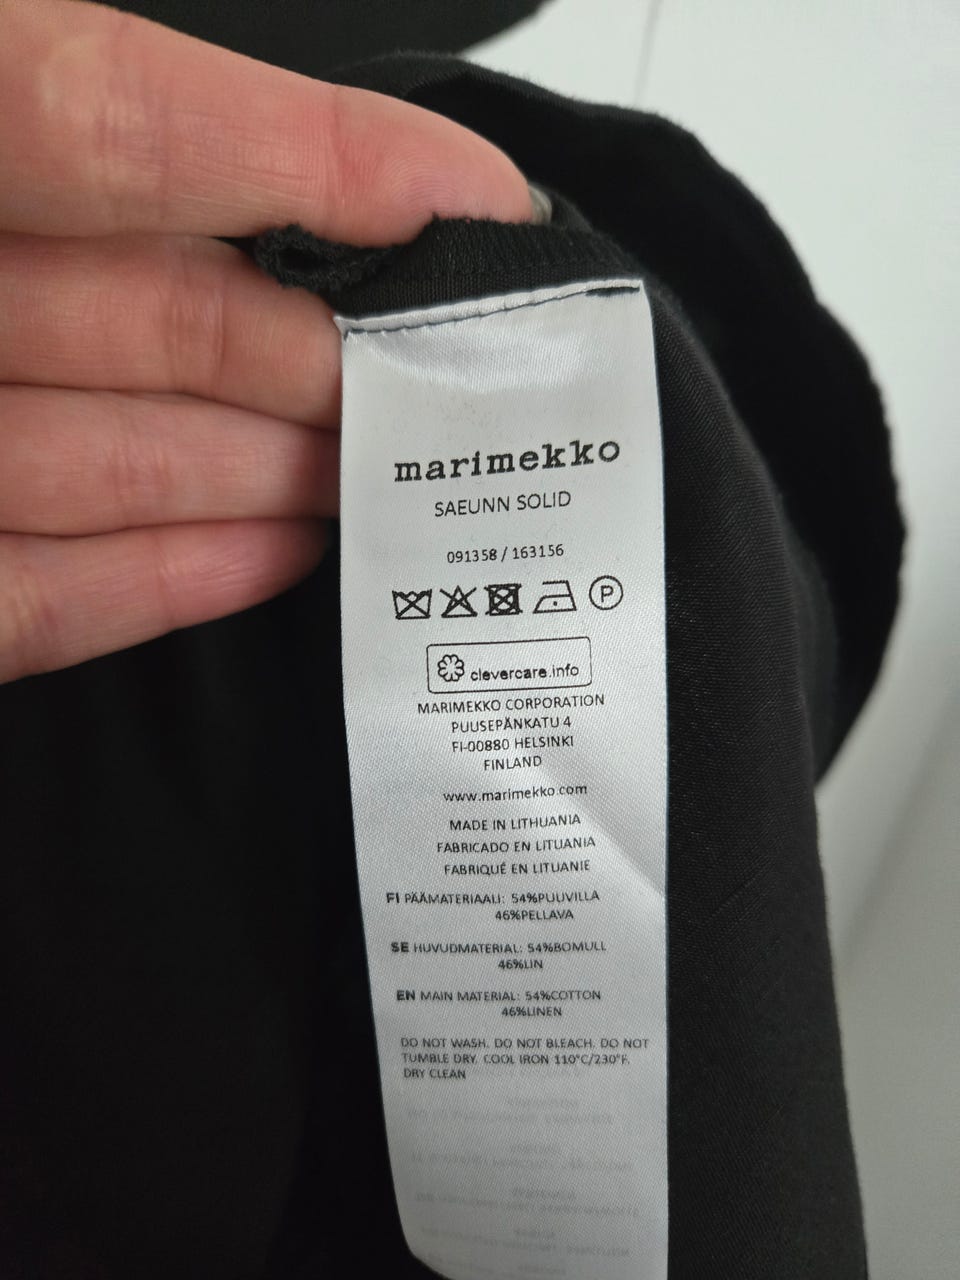 marimekko
SAEUNN SOLID
091358 / 163156
P
clevercare.info
MARIMEKKO CORPORATION
PUUSEPÄNKATU 4
FI-00880 HELSINKI
FINLAND
www.marimekko.com
MADE IN LITHUANIA
FABRICADO EN LITUANIA
FABRIQUÉ EN LITUANIE
FI PÄÄMATERIAALI: 54%PUUVILLA
46%PELLAVA
SE HUVUDMATERIAL: 54%BOMULL
46%LIN
EN MAIN MATERIAL: 54%COTTON
46%LINEN
DO NOT WASH. DO NOT BLEACH. DO NOT
TUMBLE DRY. COOL IRON 110°C/230°F.
DRY CLEAN